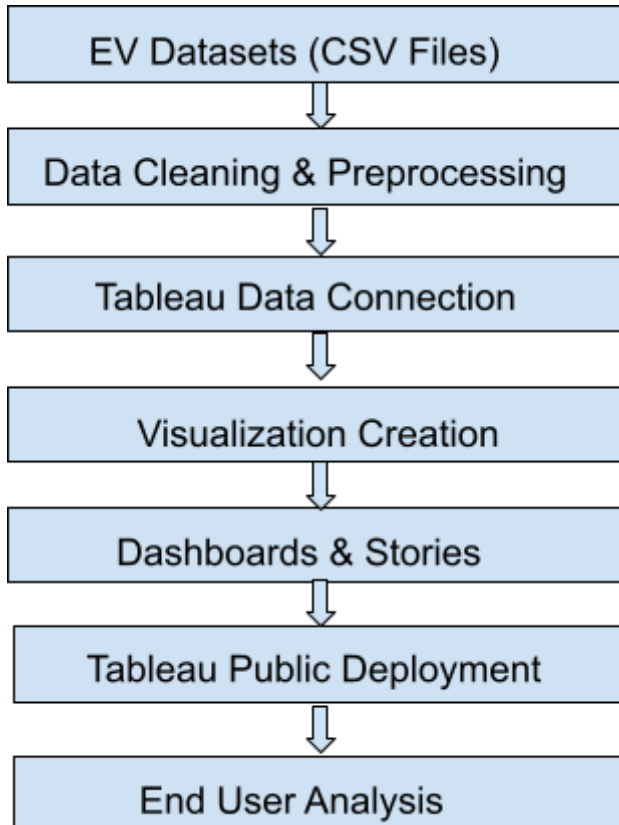 EV Datasets (CSV Files)
Data Cleaning & Preprocessing
Tableau Data Connection
Visualization Creation
Dashboards & Stories
Tableau Public Deployment
End User Analysis